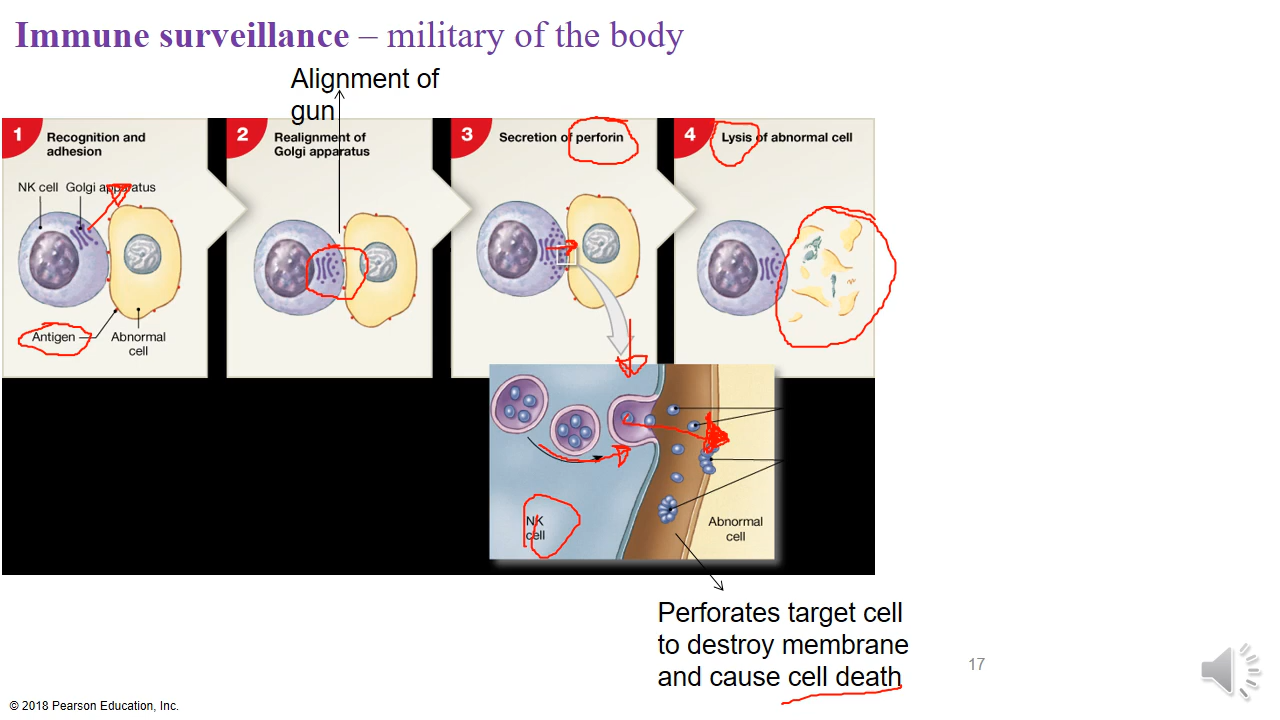 Immune surveillance – military of the body
Alignment of
gun
1
Recognition and
adhesion
2
Realignment of
Golgi apparatus
3
Secretion of perforin
4
Lysis of abnormal cell
NK cell
Golgi apparatus
Antigen
Abnormal
cell
NK
cell
Abnormal
cell
Perforates target cell
to destroy membrane
and cause cell death
17
© 2018 Pearson Education, Inc.